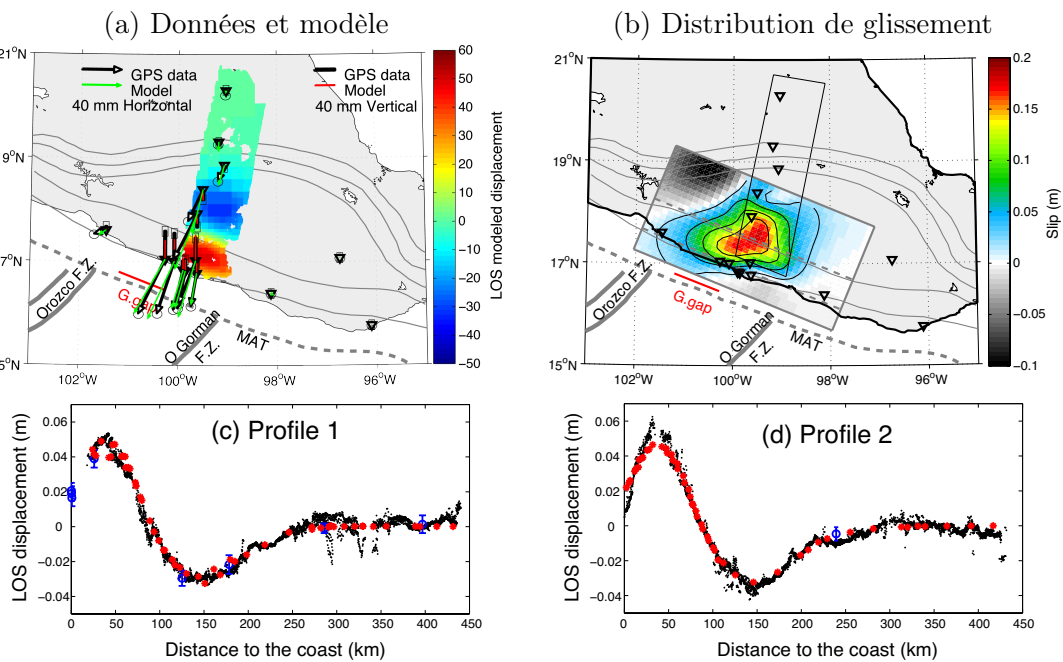 (a) Données et modèle
(b) Distribution de glissement
21°N
19°N
17°N
15°N
102°W
100°W
98°W
96°W
GPS data
Model
40 mm Horizontal
GPS data
Model
40 mm Vertical
Orozco F.Z.
G.gap
O Gorman
F.Z.
MAT
60
50
40
30
20
10
0
−10
−20
−30
−40
−50
LOS modeled displacement
21°N
19°N
17°N
15°N
102°W
100°W
98°W
96°W
Orozco F.Z.
G.gap
O Gorman
F.Z.
MAT
0.2
0.15
0.1
0.05
0
−0.05
−0.1
Slip (m)
(c) Profile 1
LOS displacement (m)
0.06
0.04
0.02
0
−0.02
−0.04
0 50 100 150 200 250 300 350 400 450
Distance to the coast (km)
(d) Profile 2
LOS displacement (m)
0.06
0.04
0.02
0
−0.02
−0.04
0 50 100 150 200 250 300 350 400 450
Distance to the coast (km)